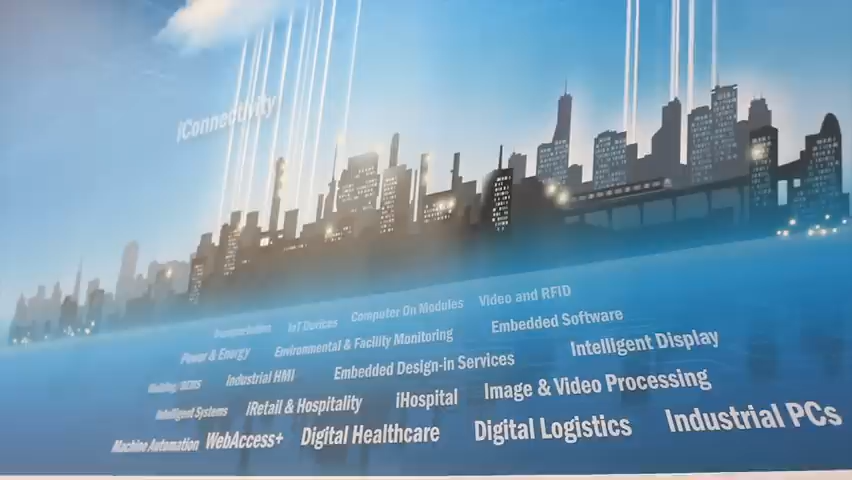 iConnectivity
Transportation IoT Devices Computer On Modules Video and RFID
Power & Energy Environmental & Facility Monitoring Embedded Software
Industrial HMI Embedded Design-in Services Intelligent Display
Intelligent Systems iRetail & Hospitality iHospital Image & Video Processing
Machine Automation WebAccess+ Digital Healthcare Digital Logistics Industrial PCs